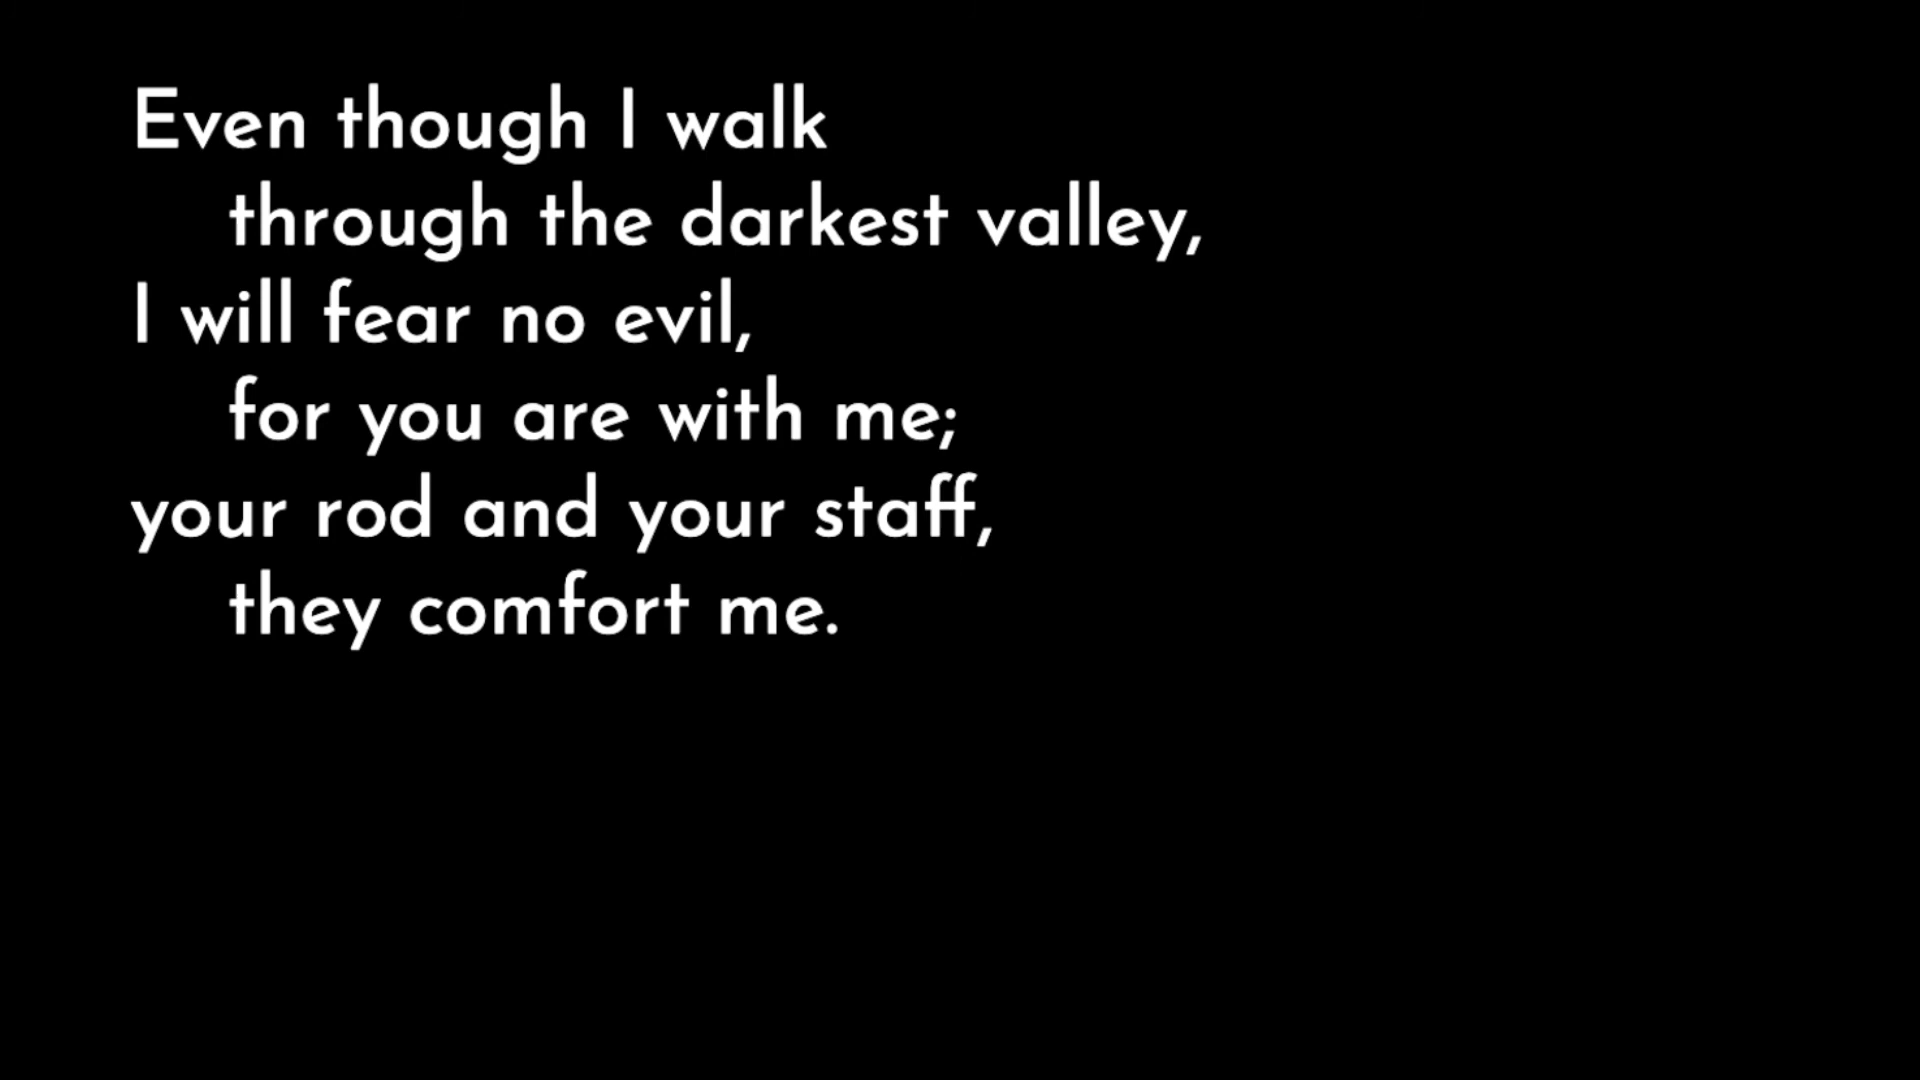 Even though I walk
through the darkest valley,
I will fear no evil,
for you are with me;
your rod and your staff,
they comfort me.